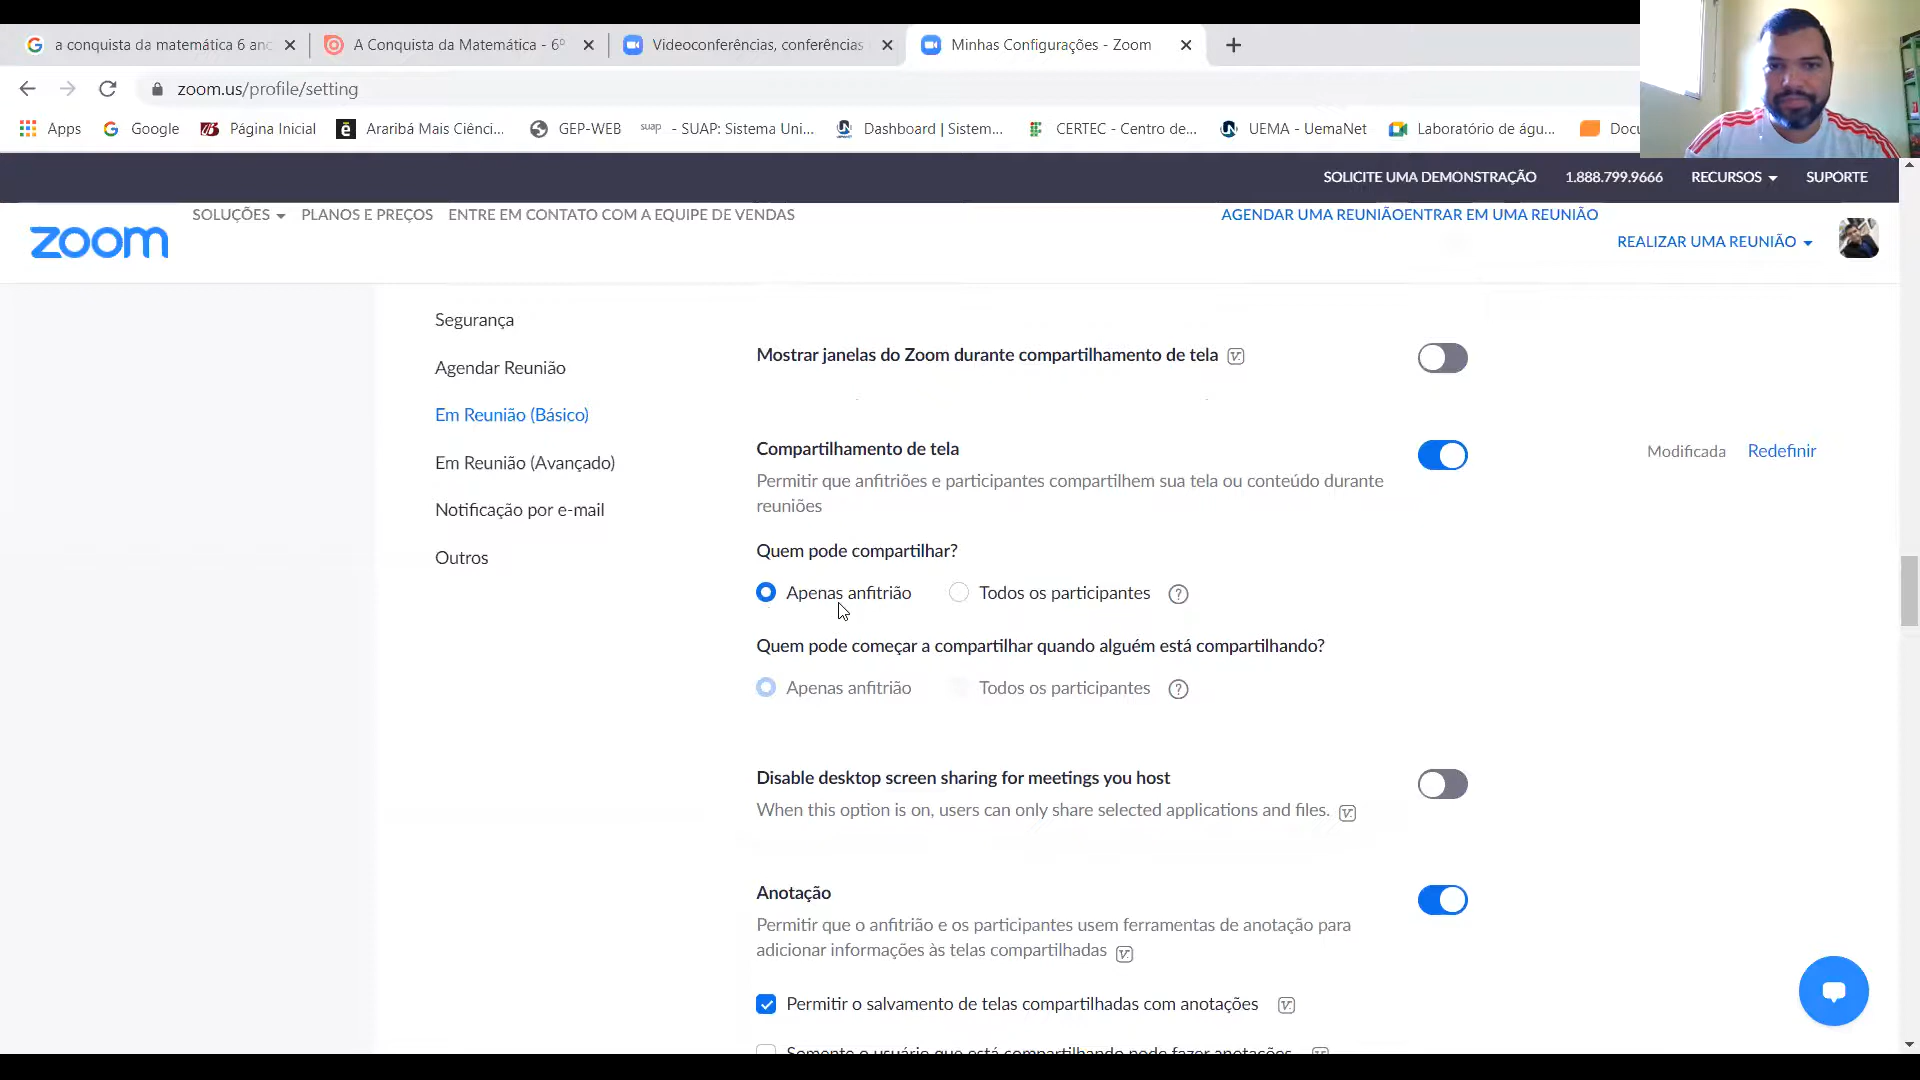 a conquista da matemática 6 ano
A Conquista da Matemática - 6º
Videoconferências, conferências
Minhas Configurações - Zoom
zoom.us/profile/setting
Apps
Google
Página Inicial
Araribá Mais Ciênci...
GEP-WEB
suap - SUAP: Sistema Uni...
Dashboard | Sistem...
CERTEC - Centro de...
UEMA - UemaNet
Laboratório de águ...
Docu
SOLICITE UMA DEMONSTRAÇÃO
1.888.799.9666
RECURSOS
SUPORTE
zoom
SOLUÇÕES
PLANOS E PREÇOS
ENTRE EM CONTATO COM A EQUIPE DE VENDAS
AGENDAR UMA REUNIÃO
ENTRAR EM UMA REUNIÃO
REALIZAR UMA REUNIÃO
Segurança
Agendar Reunião
Em Reunião (Básico)
Em Reunião (Avançado)
Notificação por e-mail
Outros
Mostrar janelas do Zoom durante compartilhamento de tela
Compartilhamento de tela
Modificada
Redefinir
Permitir que anfitriões e participantes compartilhem sua tela ou conteúdo durante
reuniões
Quem pode compartilhar?
Apenas anfitrião
Todos os participantes
Quem pode começar a compartilhar quando alguém está compartilhando?
Apenas anfitrião
Todos os participantes
Disable desktop screen sharing for meetings you host
When this option is on, users can only share selected applications and files.
Anotação
Permitir que o anfitrião e os participantes usem ferramentas de anotação para
adicionar informações às telas compartilhadas
Permitir o salvamento de telas compartilhadas com anotações
Somente o usuário que está compartilhando pode fazer anotações